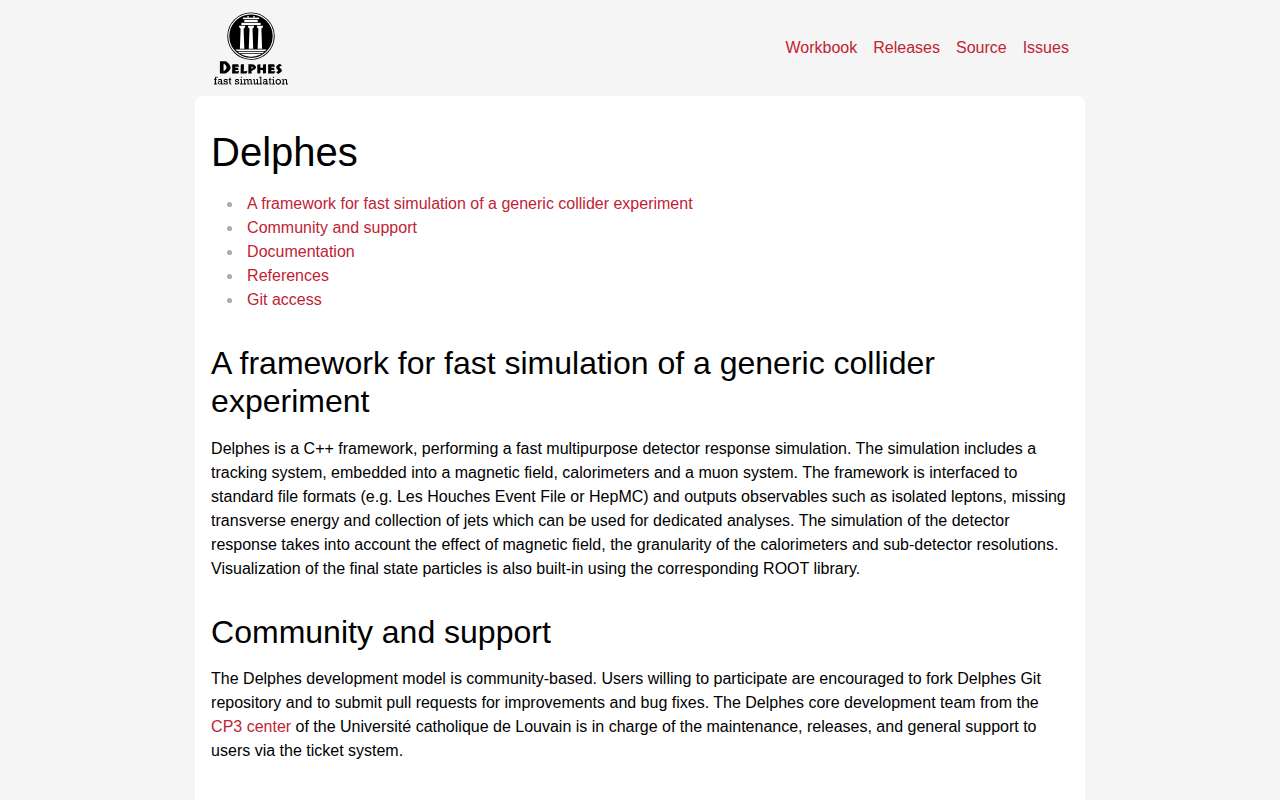 DELPHES
fast simulation
Workbook Releases Source Issues
Delphes
A framework for fast simulation of a generic collider experiment
Community and support
Documentation
References
Git access
A framework for fast simulation of a generic collider
experiment
Delphes is a C++ framework, performing a fast multipurpose detector response simulation. The simulation includes a
tracking system, embedded into a magnetic field, calorimeters and a muon system. The framework is interfaced to
standard file formats (e.g. Les Houches Event File or HepMC) and outputs observables such as isolated leptons, missing
transverse energy and collection of jets which can be used for dedicated analyses. The simulation of the detector
response takes into account the effect of magnetic field, the granularity of the calorimeters and sub-detector resolutions.
Visualization of the final state particles is also built-in using the corresponding ROOT library.
Community and support
The Delphes development model is community-based. Users willing to participate are encouraged to fork Delphes Git
repository and to submit pull requests for improvements and bug fixes. The Delphes core development team from the
CP3 center of the Université catholique de Louvain is in charge of the maintenance, releases, and general support to
users via the ticket system.